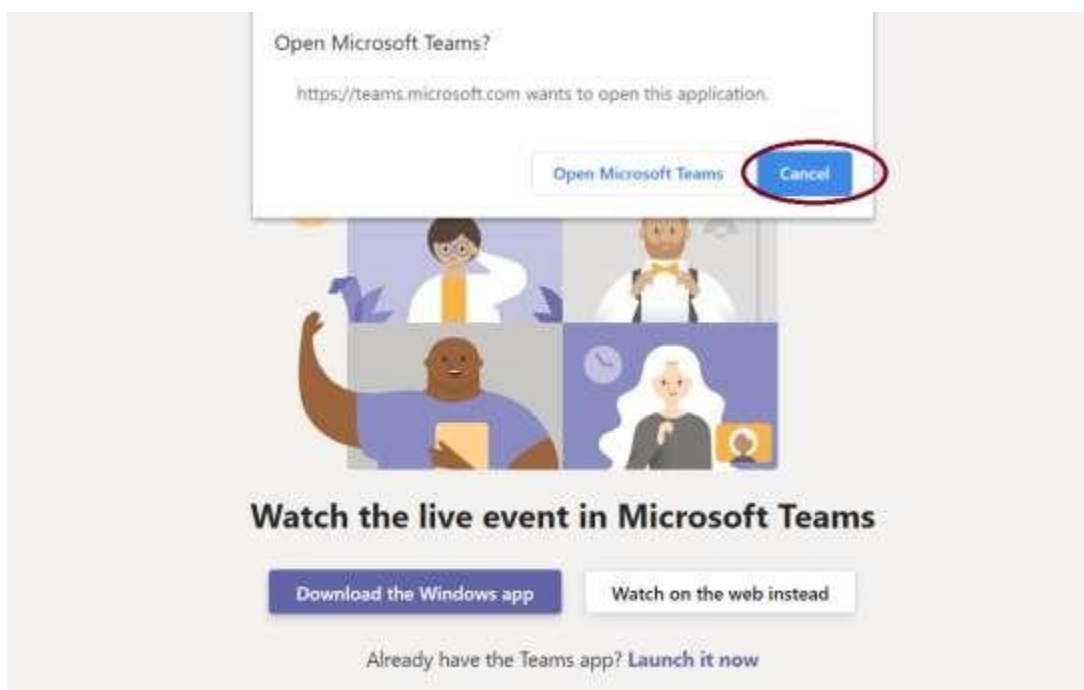 Open Microsoft Teams?
https://teams.microsoft.com wants to open this application.
Open Microsoft Teams
Cancel
Watch the live event in Microsoft Teams
Download the Windows app
Watch on the web instead
Already have the Teams app? Launch it now